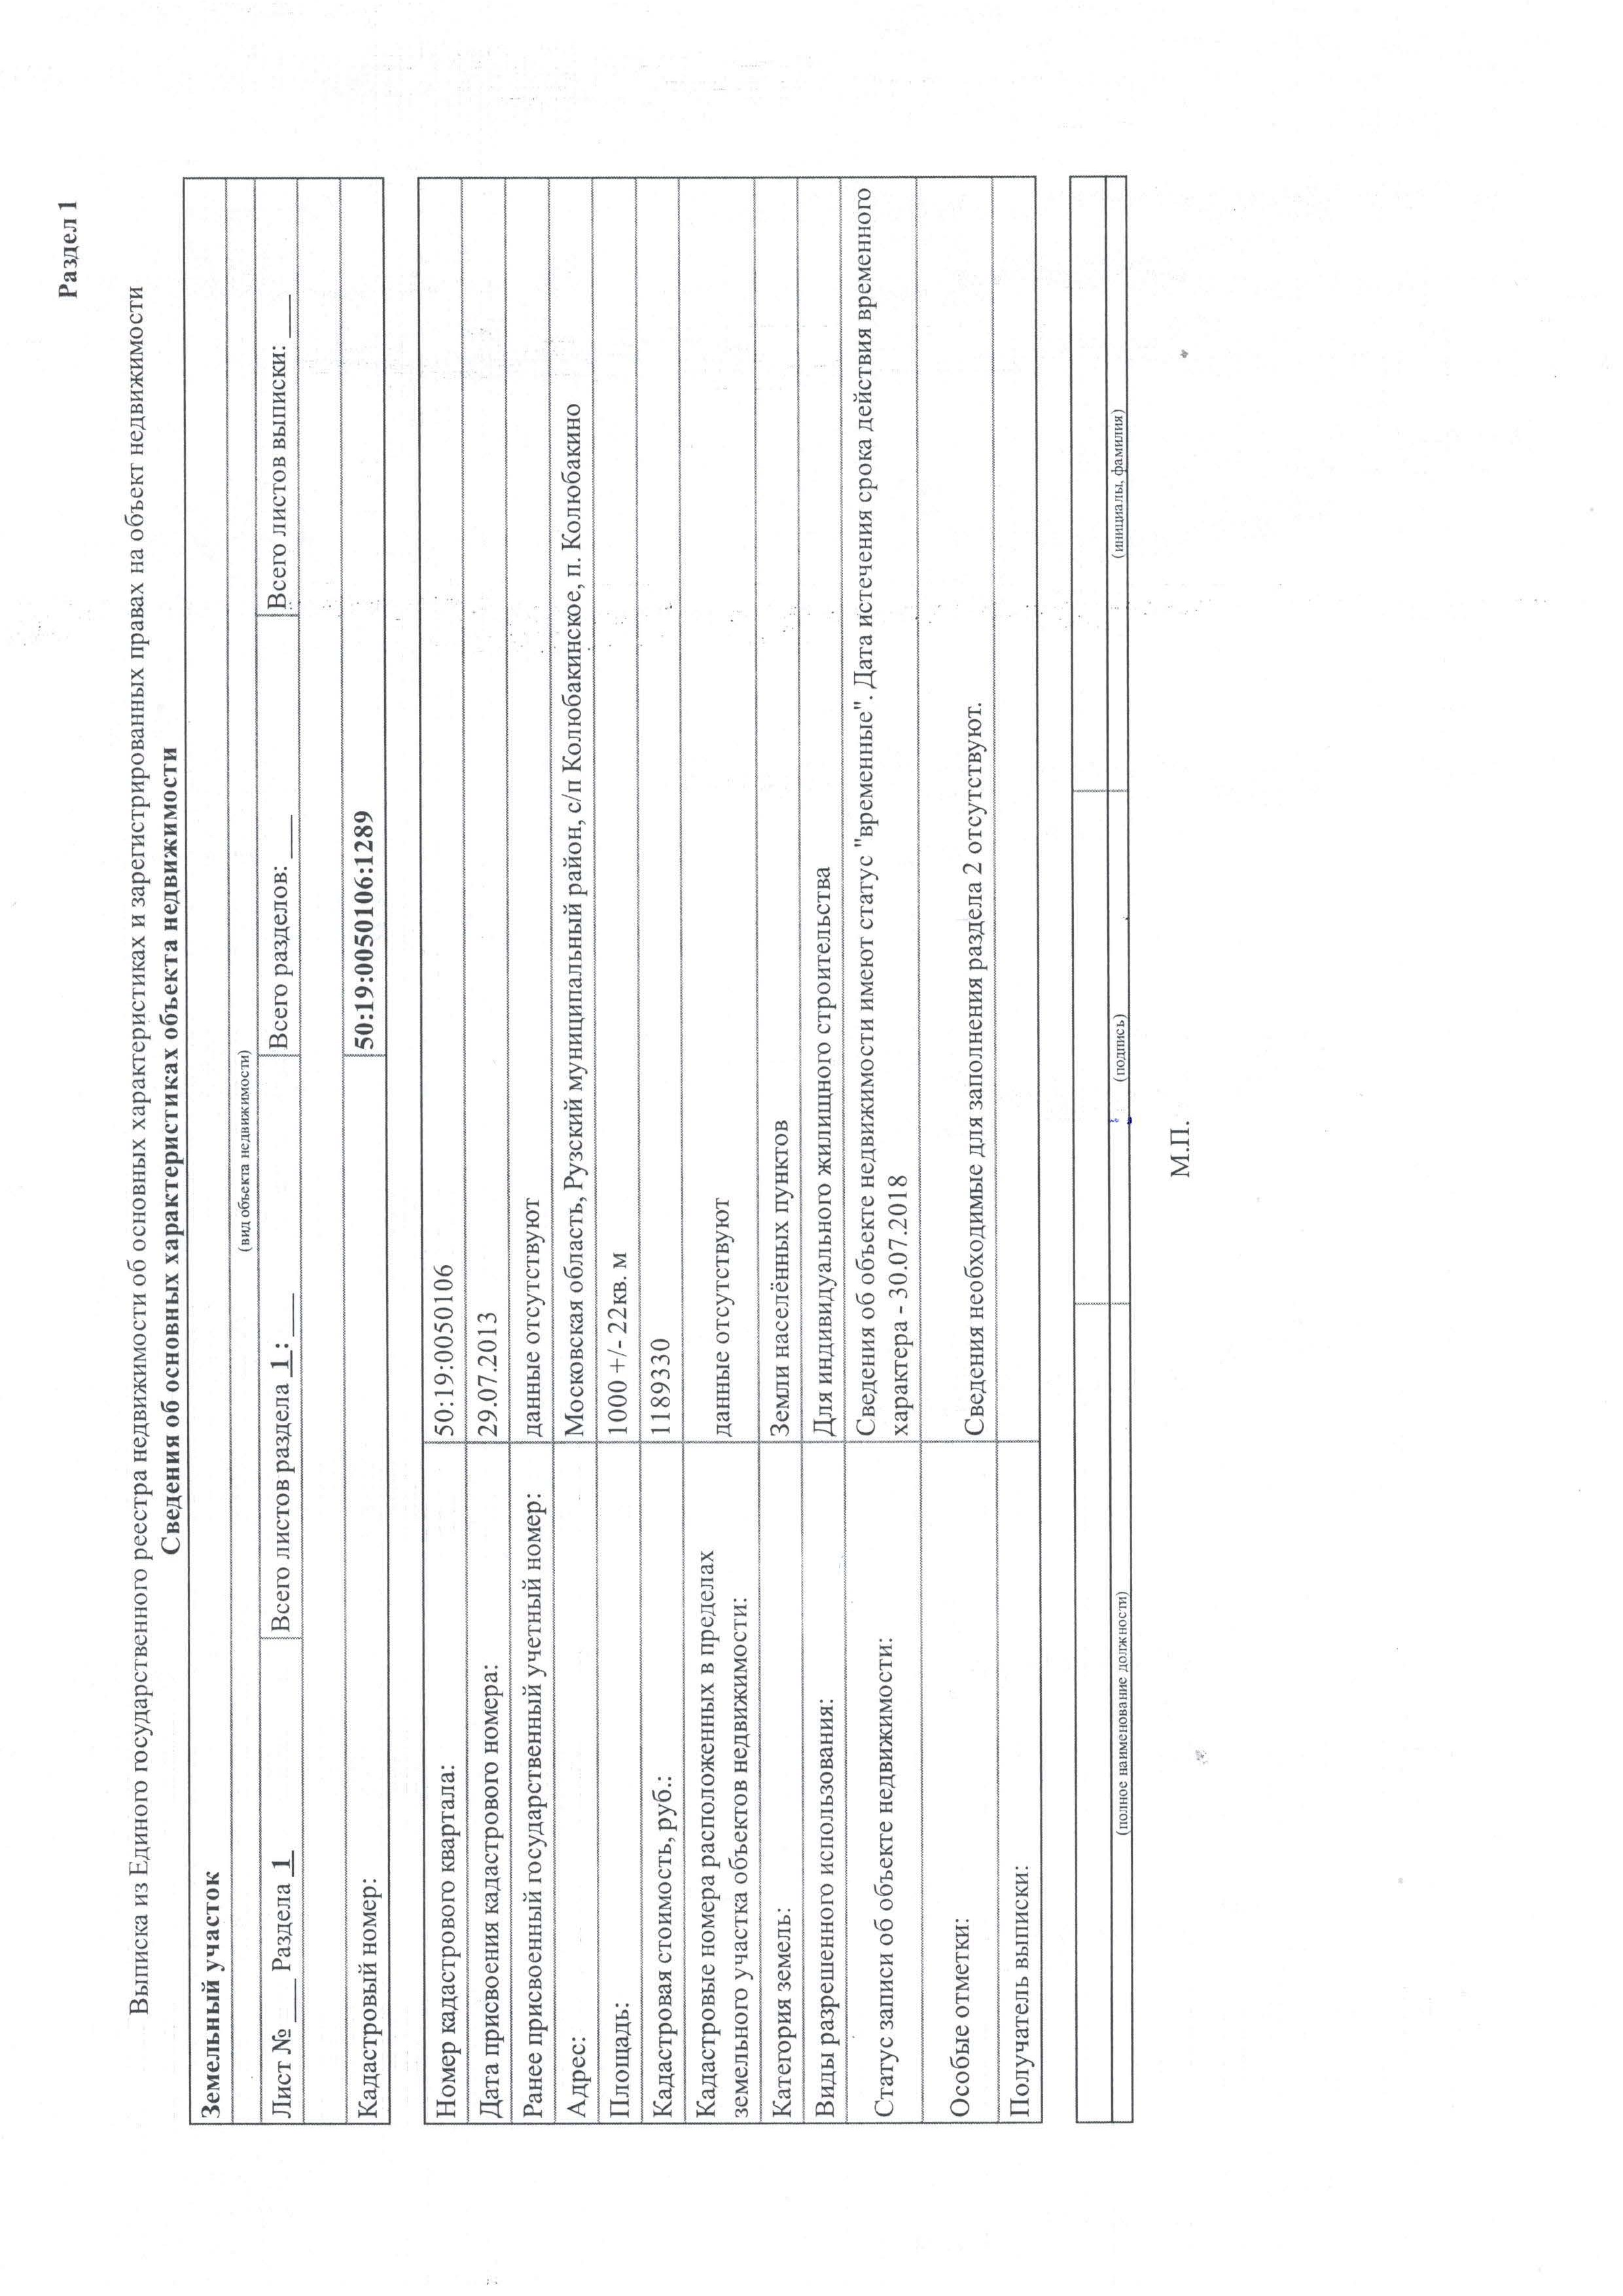 Раздел 1
Выписка из Единого государственного реестра недвижимости об основных характеристиках и зарегистрированных правах на объект недвижимости
Сведения об основных характеристиках объекта недвижимости
Земельный участок
(вид объекта недвижимости)
Лист № ___ Раздела 1 Всего листов раздела 1 : ___ Всего разделов: ___ Всего листов выписки: ___
Кадастровый номер: 50:19:0050106:1289
Номер кадастрового квартала: 50:19:0050106
Дата присвоения кадастрового номера: 29.07.2013
Ранее присвоенный государственный учетный номер: данные отсутствуют
Адрес: Московская область, Рузский муниципальный район, с/п Колюбакинское, п. Колюбакино
Площадь: 1000 +/- 22кв. м
Кадастровая стоимость, руб.: 1189330
Кадастровые номера расположенных в пределах
земельного участка объектов недвижимости: данные отсутствуют
Категория земель: Земли населённых пунктов
Виды разрешенного использования: Для индивидуального жилищного строительства
Статус записи об объекте недвижимости: Сведения об объекте недвижимости имеют статус "временные". Дата истечения срока действия временного
характера - 30.07.2018
Особые отметки: Сведения необходимые для заполнения раздела 2 отсутствуют.
Получатель выписки:
(полное наименование должности) (подпись) (инициалы, фамилия)
М.П.